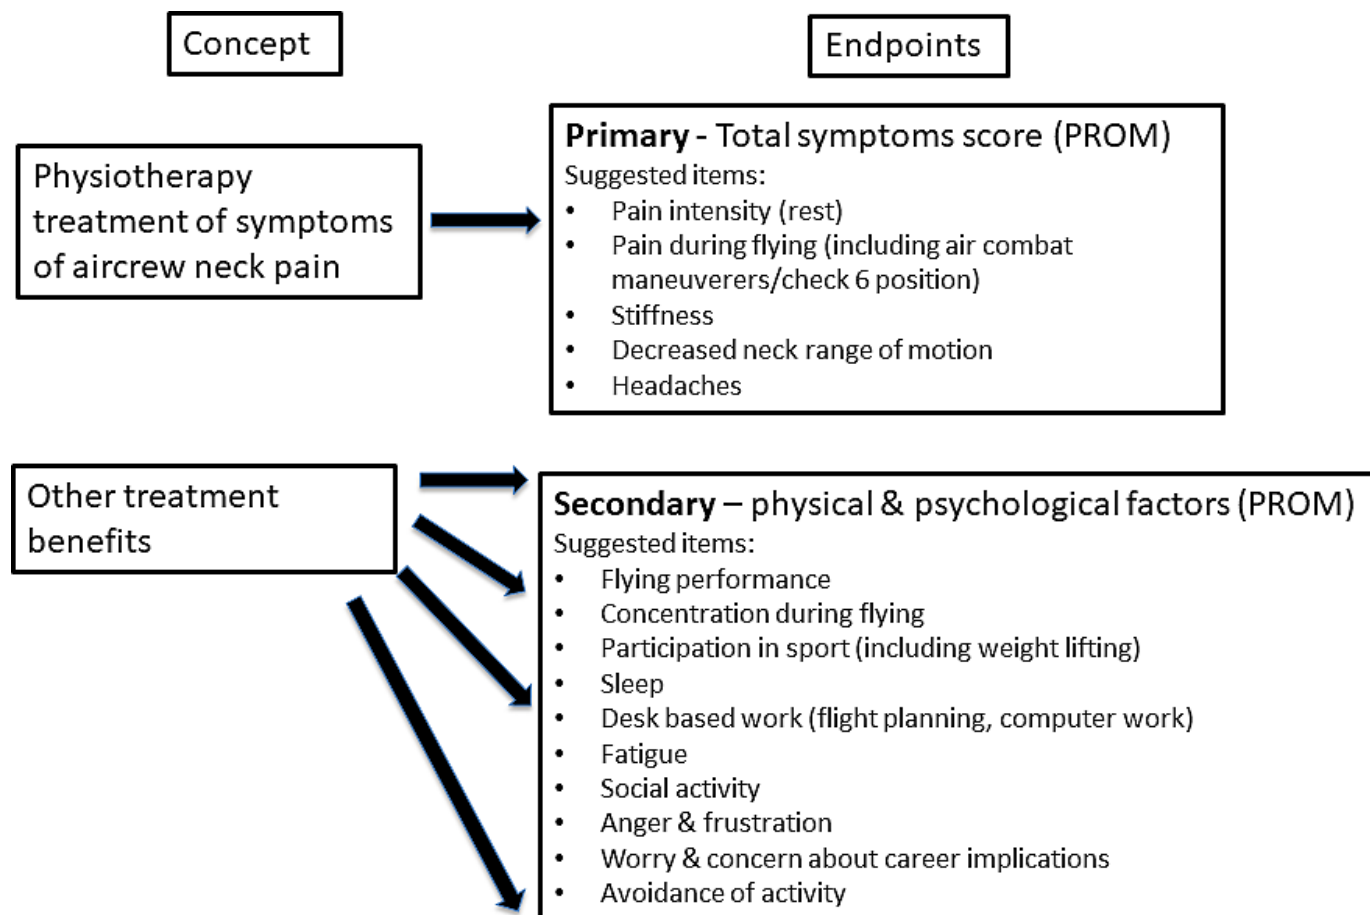 Concept
Endpoints
Physiotherapy
treatment of symptoms
of aircrew neck pain
Primary - Total symptoms score (PROM)
Suggested items:
• Pain intensity (rest)
• Pain during flying (including air combat
maneuverers/check 6 position)
• Stiffness
• Decreased neck range of motion
• Headaches
Other treatment
benefits
Secondary – physical & psychological factors (PROM)
Suggested items:
• Flying performance
• Concentration during flying
• Participation in sport (including weight lifting)
• Sleep
• Desk based work (flight planning, computer work)
• Fatigue
• Social activity
• Anger & frustration
• Worry & concern about career implications
• Avoidance of activity